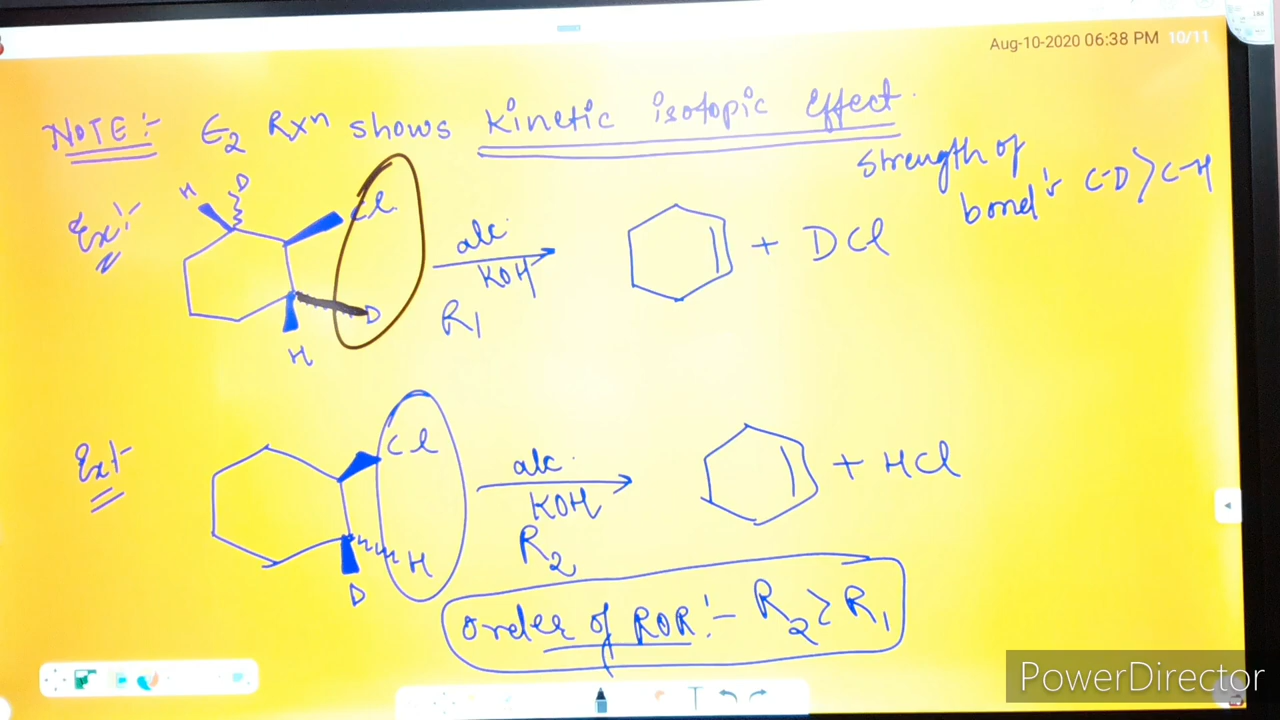 Aug-10-2020 06:38 PM 10/11
NOTE:- E2 Rxn shows kinetic isotopic effect.
Strength of
bond's C-D > C-H
Ex:-
H D Cl
alc.
KOH
R1
D
H
+ DCl
Ex:-
Cl
alc.
KOH
R2
H
D
+ HCl
order of ROR:- R2 > R1
T
PowerDirector